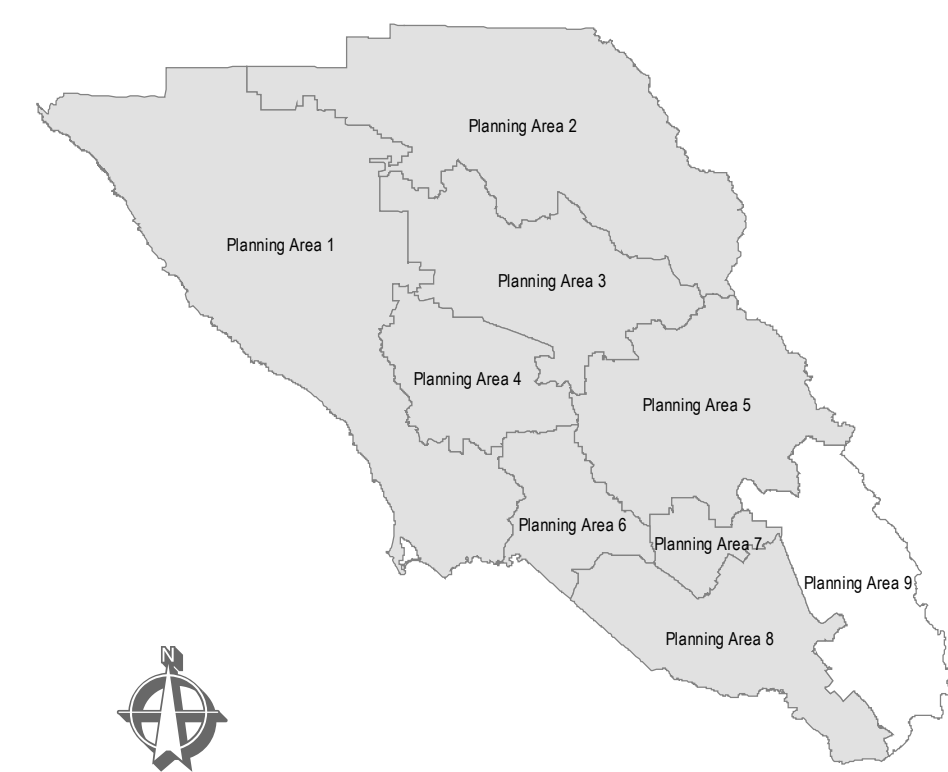 Planning Area 2
Planning Area 1
Planning Area 3
Planning Area 4
Planning Area 5
Planning Area 6
Planning Area 7
Planning Area 9
Planning Area 8
N